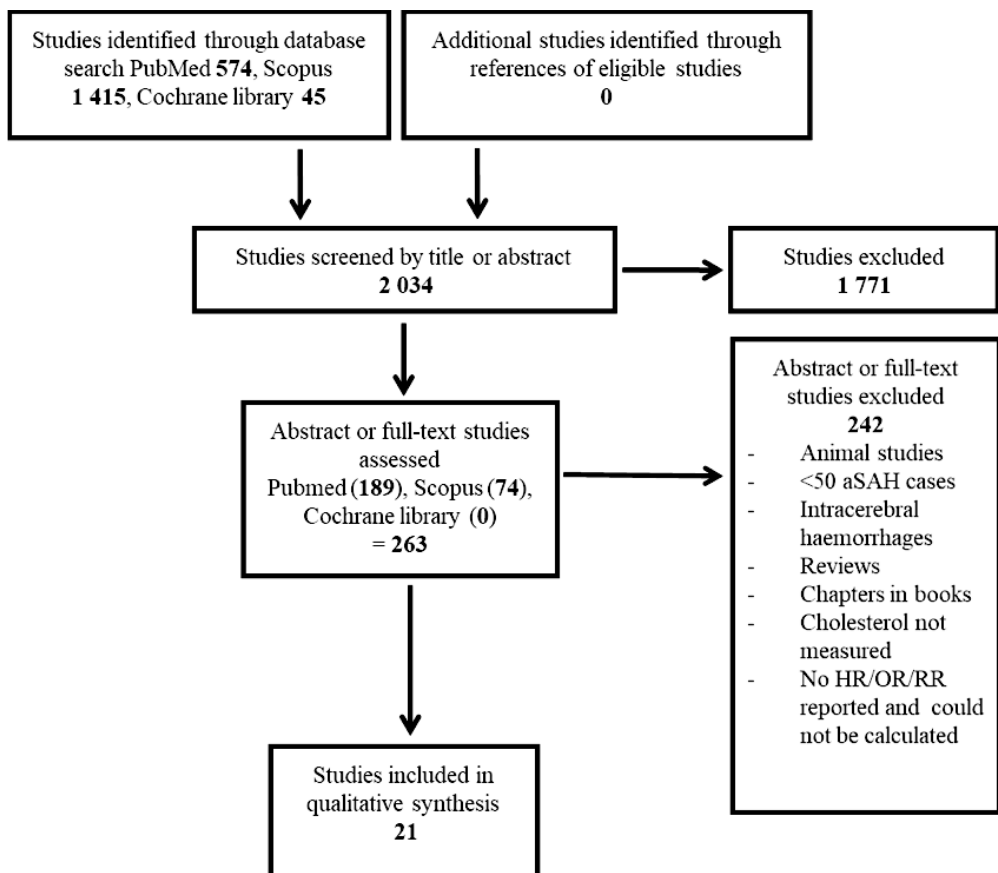 Studies identified through database
search PubMed 574, Scopus
1 415, Cochrane library 45
Additional studies identified through
references of eligible studies
0
Studies screened by title or abstract
2 034
Studies excluded
1 771
Abstract or full-text studies
assessed
Pubmed (189), Scopus (74),
Cochrane library (0)
= 263
Abstract or full-text
studies excluded
242
- Animal studies
- <50 aSAH cases
- Intracerebral
haemorrhages
- Reviews
- Chapters in books
- Cholesterol not
measured
- No HR/OR/RR
reported and could
not be calculated
Studies included in
qualitative synthesis
21